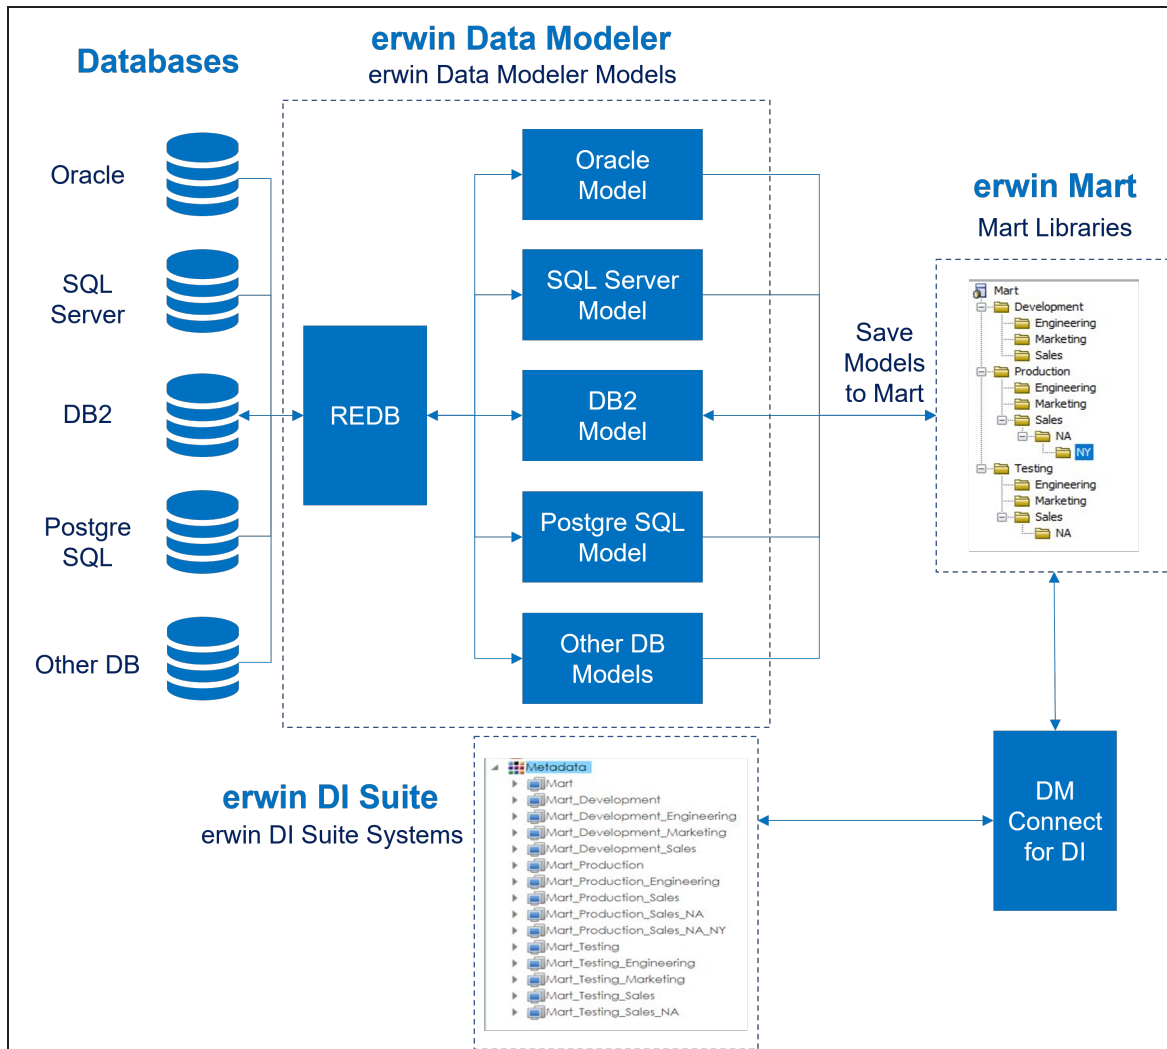 Databases
Oracle
SQL
Server
DB2
Postgre
SQL
Other DB
erwin Data Modeler
erwin Data Modeler Models
REDB
Oracle
Model
SQL Server
Model
DB2
Model
Postgre SQL
Model
Other DB
Models
Save
Models
to Mart
erwin Mart
Mart Libraries
Mart
Development
Engineering
Marketing
Sales
Production
Engineering
Marketing
Sales
NA
NY
Testing
Engineering
Marketing
Sales
NA
DM
Connect
for DI
erwin DI Suite
erwin DI Suite Systems
Metadata
Mart
Mart_Development
Mart_Development_Engineering
Mart_Development_Marketing
Mart_Development_Sales
Mart_Production
Mart_Production_Engineering
Mart_Production_Sales
Mart_Production_Sales_NA
Mart_Production_Sales_NA_NY
Mart_Testing
Mart_Testing_Engineering
Mart_Testing_Marketing
Mart_Testing_Sales
Mart_Testing_Sales_NA